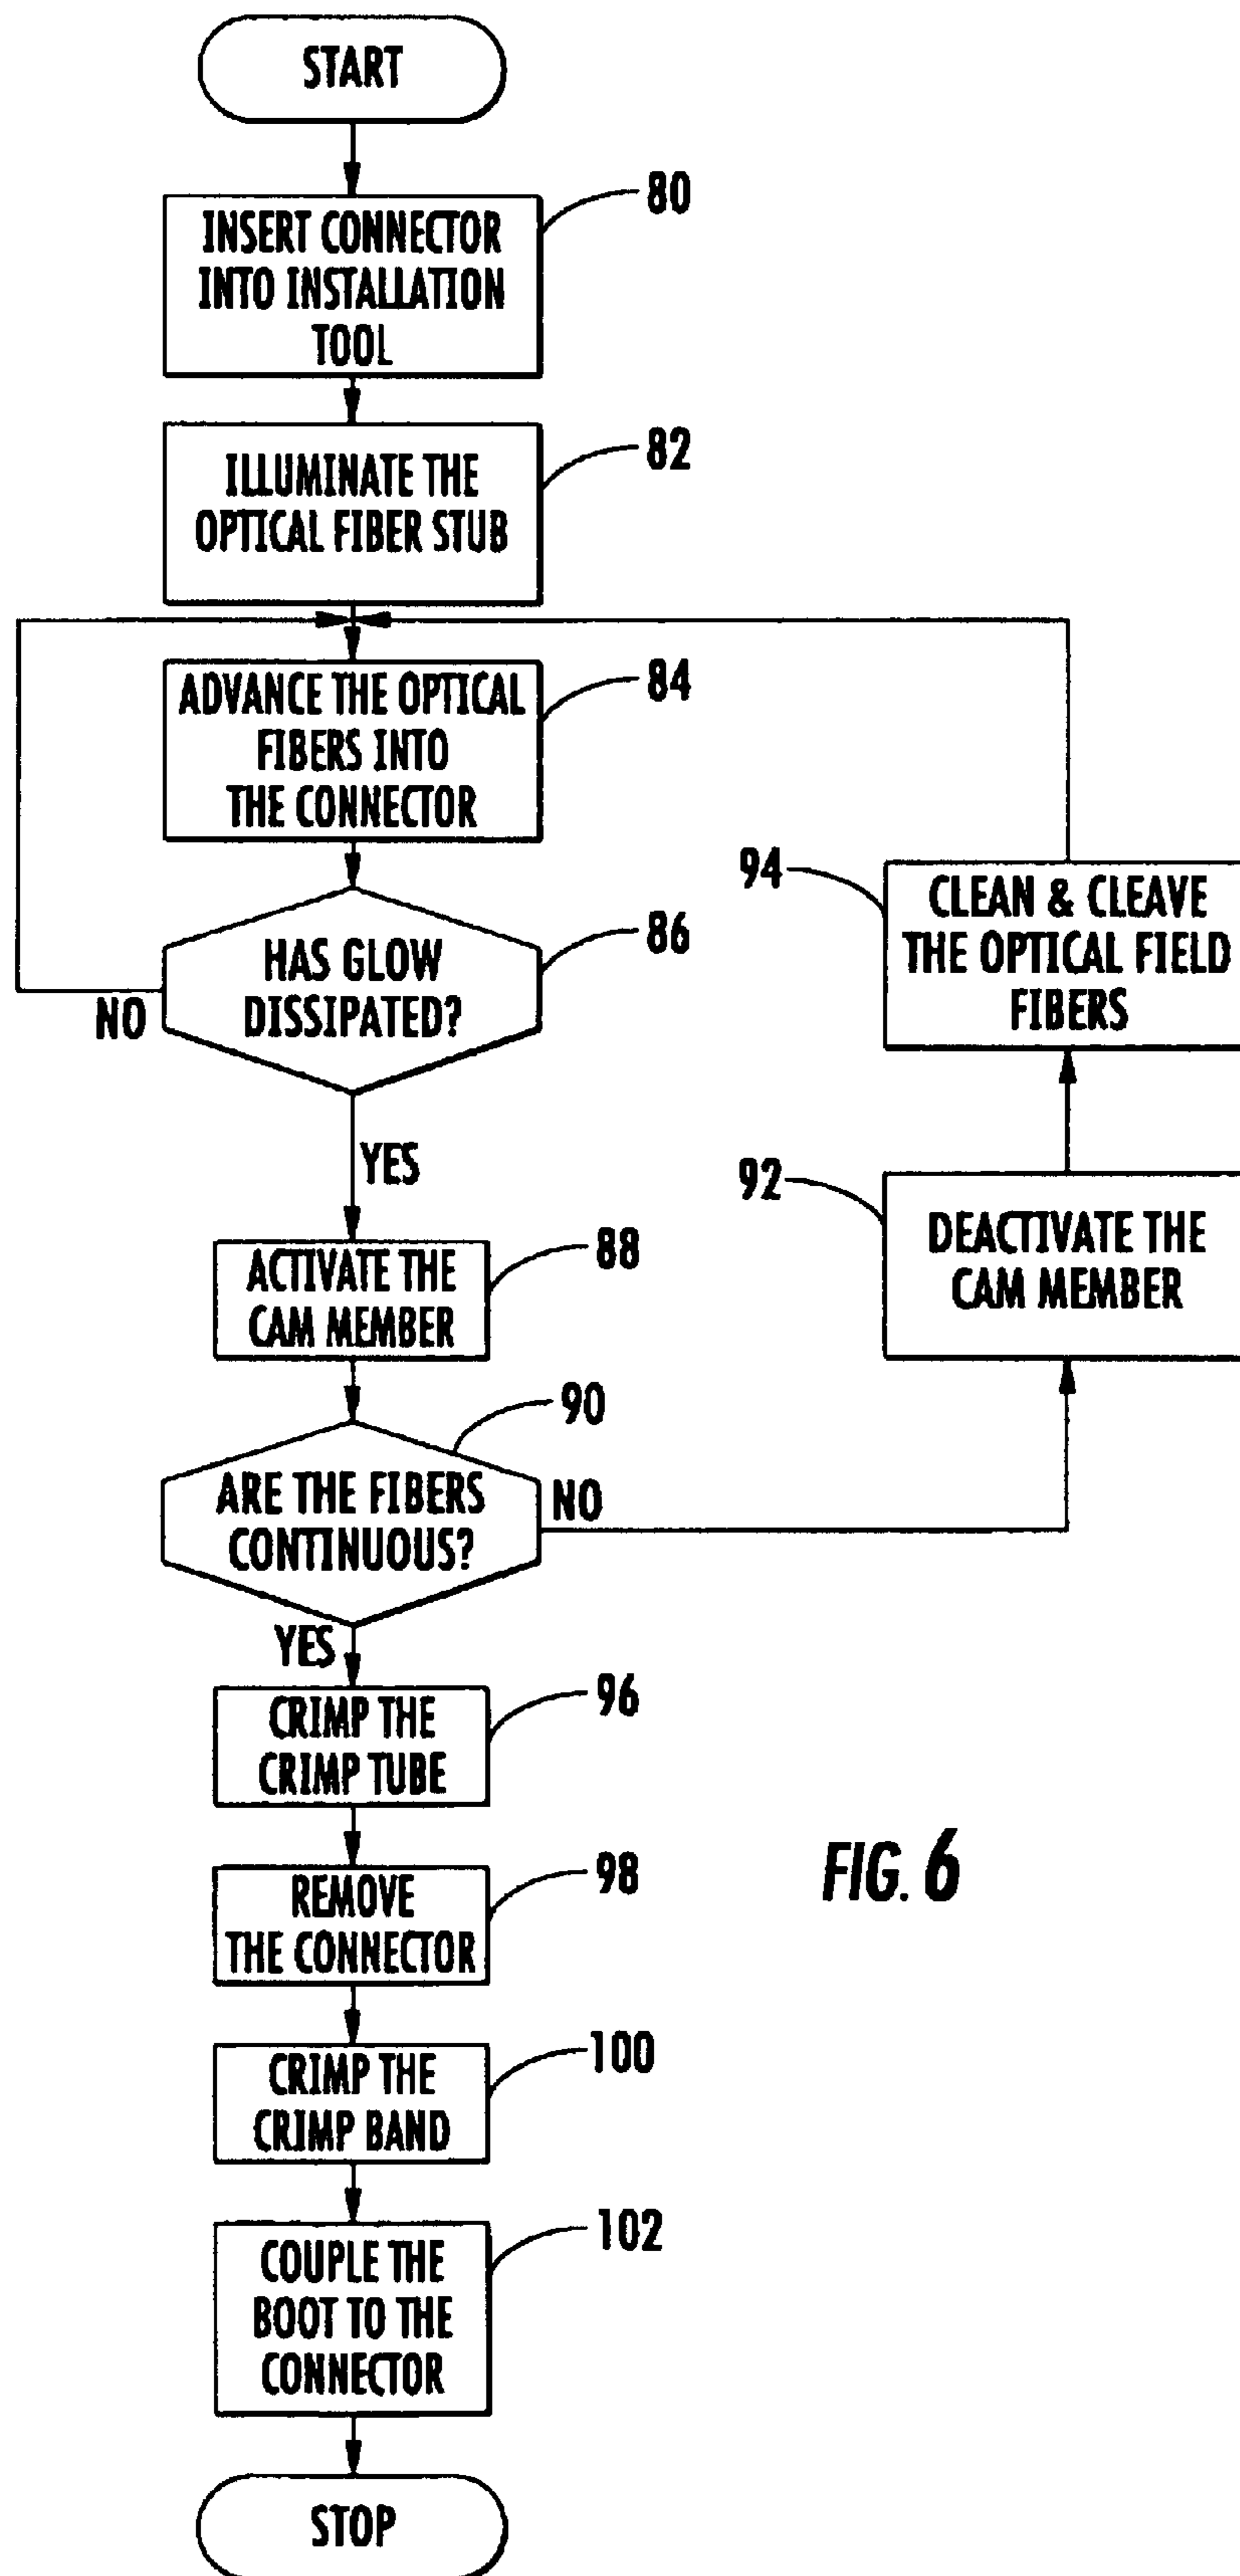 START
80
INSERT CONNECTOR
INTO INSTALLATION
TOOL
82
ILLUMINATE THE
OPTICAL FIBER STUB
84
ADVANCE THE OPTICAL
FIBERS INTO
THE CONNECTOR
86
HAS GLOW
DISSIPATED?
NO
YES
88
ACTIVATE THE
CAM MEMBER
90
ARE THE FIBERS
CONTINUOUS?
NO
92
DEACTIVATE THE
CAM MEMBER
94
CLEAN & CLEAVE
THE OPTICAL FIELD
FIBERS
YES
96
CRIMP THE
CRIMP TUBE
98
REMOVE
THE CONNECTOR
100
CRIMP THE
CRIMP BAND
102
COUPLE THE
BOOT TO THE
CONNECTOR
STOP
FIG. 6